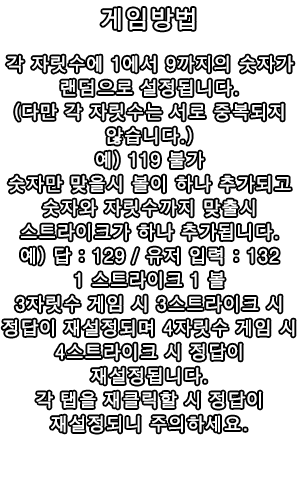 게임방법
각 자릿수에 1에서 9까지의 숫자가
랜덤으로 설정됩니다.
(다만 각 자릿수는 서로 중복되지
않습니다.)
예) 119 불가
숫자만 맞을시 볼이 하나 추가되고
숫자와 자릿수까지 맞출시
스트라이크가 하나 추가됩니다.
예) 답 : 129 / 유저 입력 : 132
1 스트라이크 1 볼
3자릿수 게임 시 3스트라이크 시
정답이 재설정되며 4자릿수 게임 시
4스트라이크 시 정답이
재설정됩니다.
각 탭을 재클릭할 시 정답이
재설정되니 주의하세요.